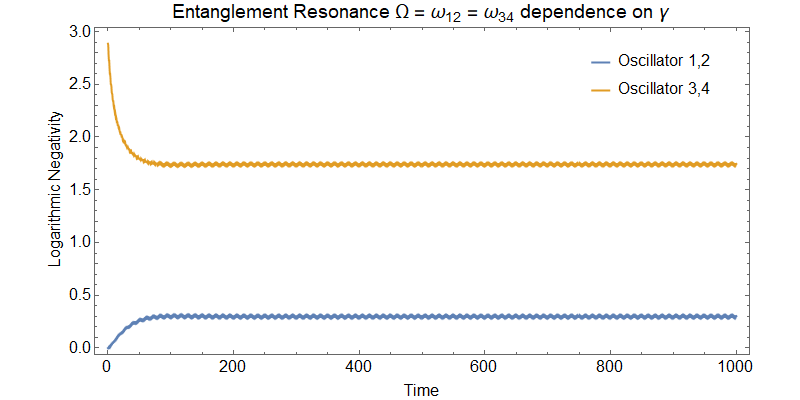 Entanglement Resonance Ω = ω12 = ω34 dependence on γ
Oscillator 1,2
Oscillator 3,4
Logarithmic Negativity
3.0
2.5
2.0
1.5
1.0
0.5
0.0
0 200 400 600 800 1000
Time